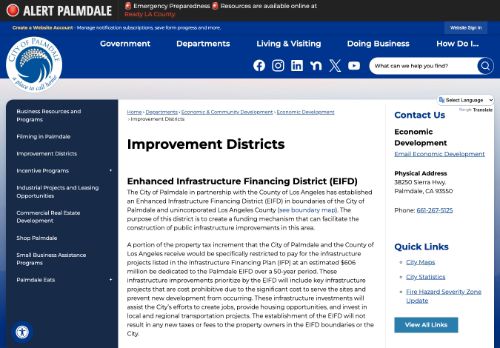 ALERT PALMDALE
Emergency Preparedness Resources are available online at
Ready LA County.
Create a Website Account - Manage notification subscriptions, save form progress and more.
Website Sign In
CITY OF PALMDALE
a place to call home
Government
Departments
Living & Visiting
Doing Business
How Do I...
What can we help you find?
Select Language
Google Translate
Business Resources and
Programs
Filming in Palmdale
Improvement Districts
Incentive Programs
Industrial Projects and Leasing
Opportunities
Commercial Real Estate
Development
Shop Palmdale
Small Business Assistance
Programs
Palmdale Eats
Home › Departments › Economic & Community Development › Economic Development
› Improvement Districts
Improvement Districts
Enhanced Infrastructure Financing District (EIFD)
The City of Palmdale in partnership with the County of Los Angeles has established
an Enhanced Infrastructure Financing District (EIFD) in boundaries of the City of
Palmdale and unincorporated Los Angeles County (see boundary map). The
purpose of this district is to create a funding mechanism that can facilitate the
construction of public infrastructure improvements in this area.
A portion of the property tax increment that the City of Palmdale and the County of
Los Angeles receive would be specifically restricted to pay for the infrastructure
projects listed in the Infrastructure Financing Plan (IFP) at an estimated $606
million be dedicated to the Palmdale EIFD over a 50-year period. These
infrastructure improvements prioritize by the EIFD will include key infrastructure
projects that are cost prohibitive due to the significant cost to serve the sites and
prevent new development from occurring. These infrastructure investments will
assist the City's efforts to create jobs, provide housing opportunities, and invest in
local and regional transportation projects. The establishment of the EIFD will not
result in any new taxes or fees to the property owners in the EIFD boundaries or the
City.
Contact Us
Economic
Development
Email Economic Development
Physical Address
38250 Sierra Hwy.
Palmdale, CA 93550
Phone: 661-267-5125
Quick Links
City Maps
City Statistics
Fire Hazard Severity Zone
Update
View All Links